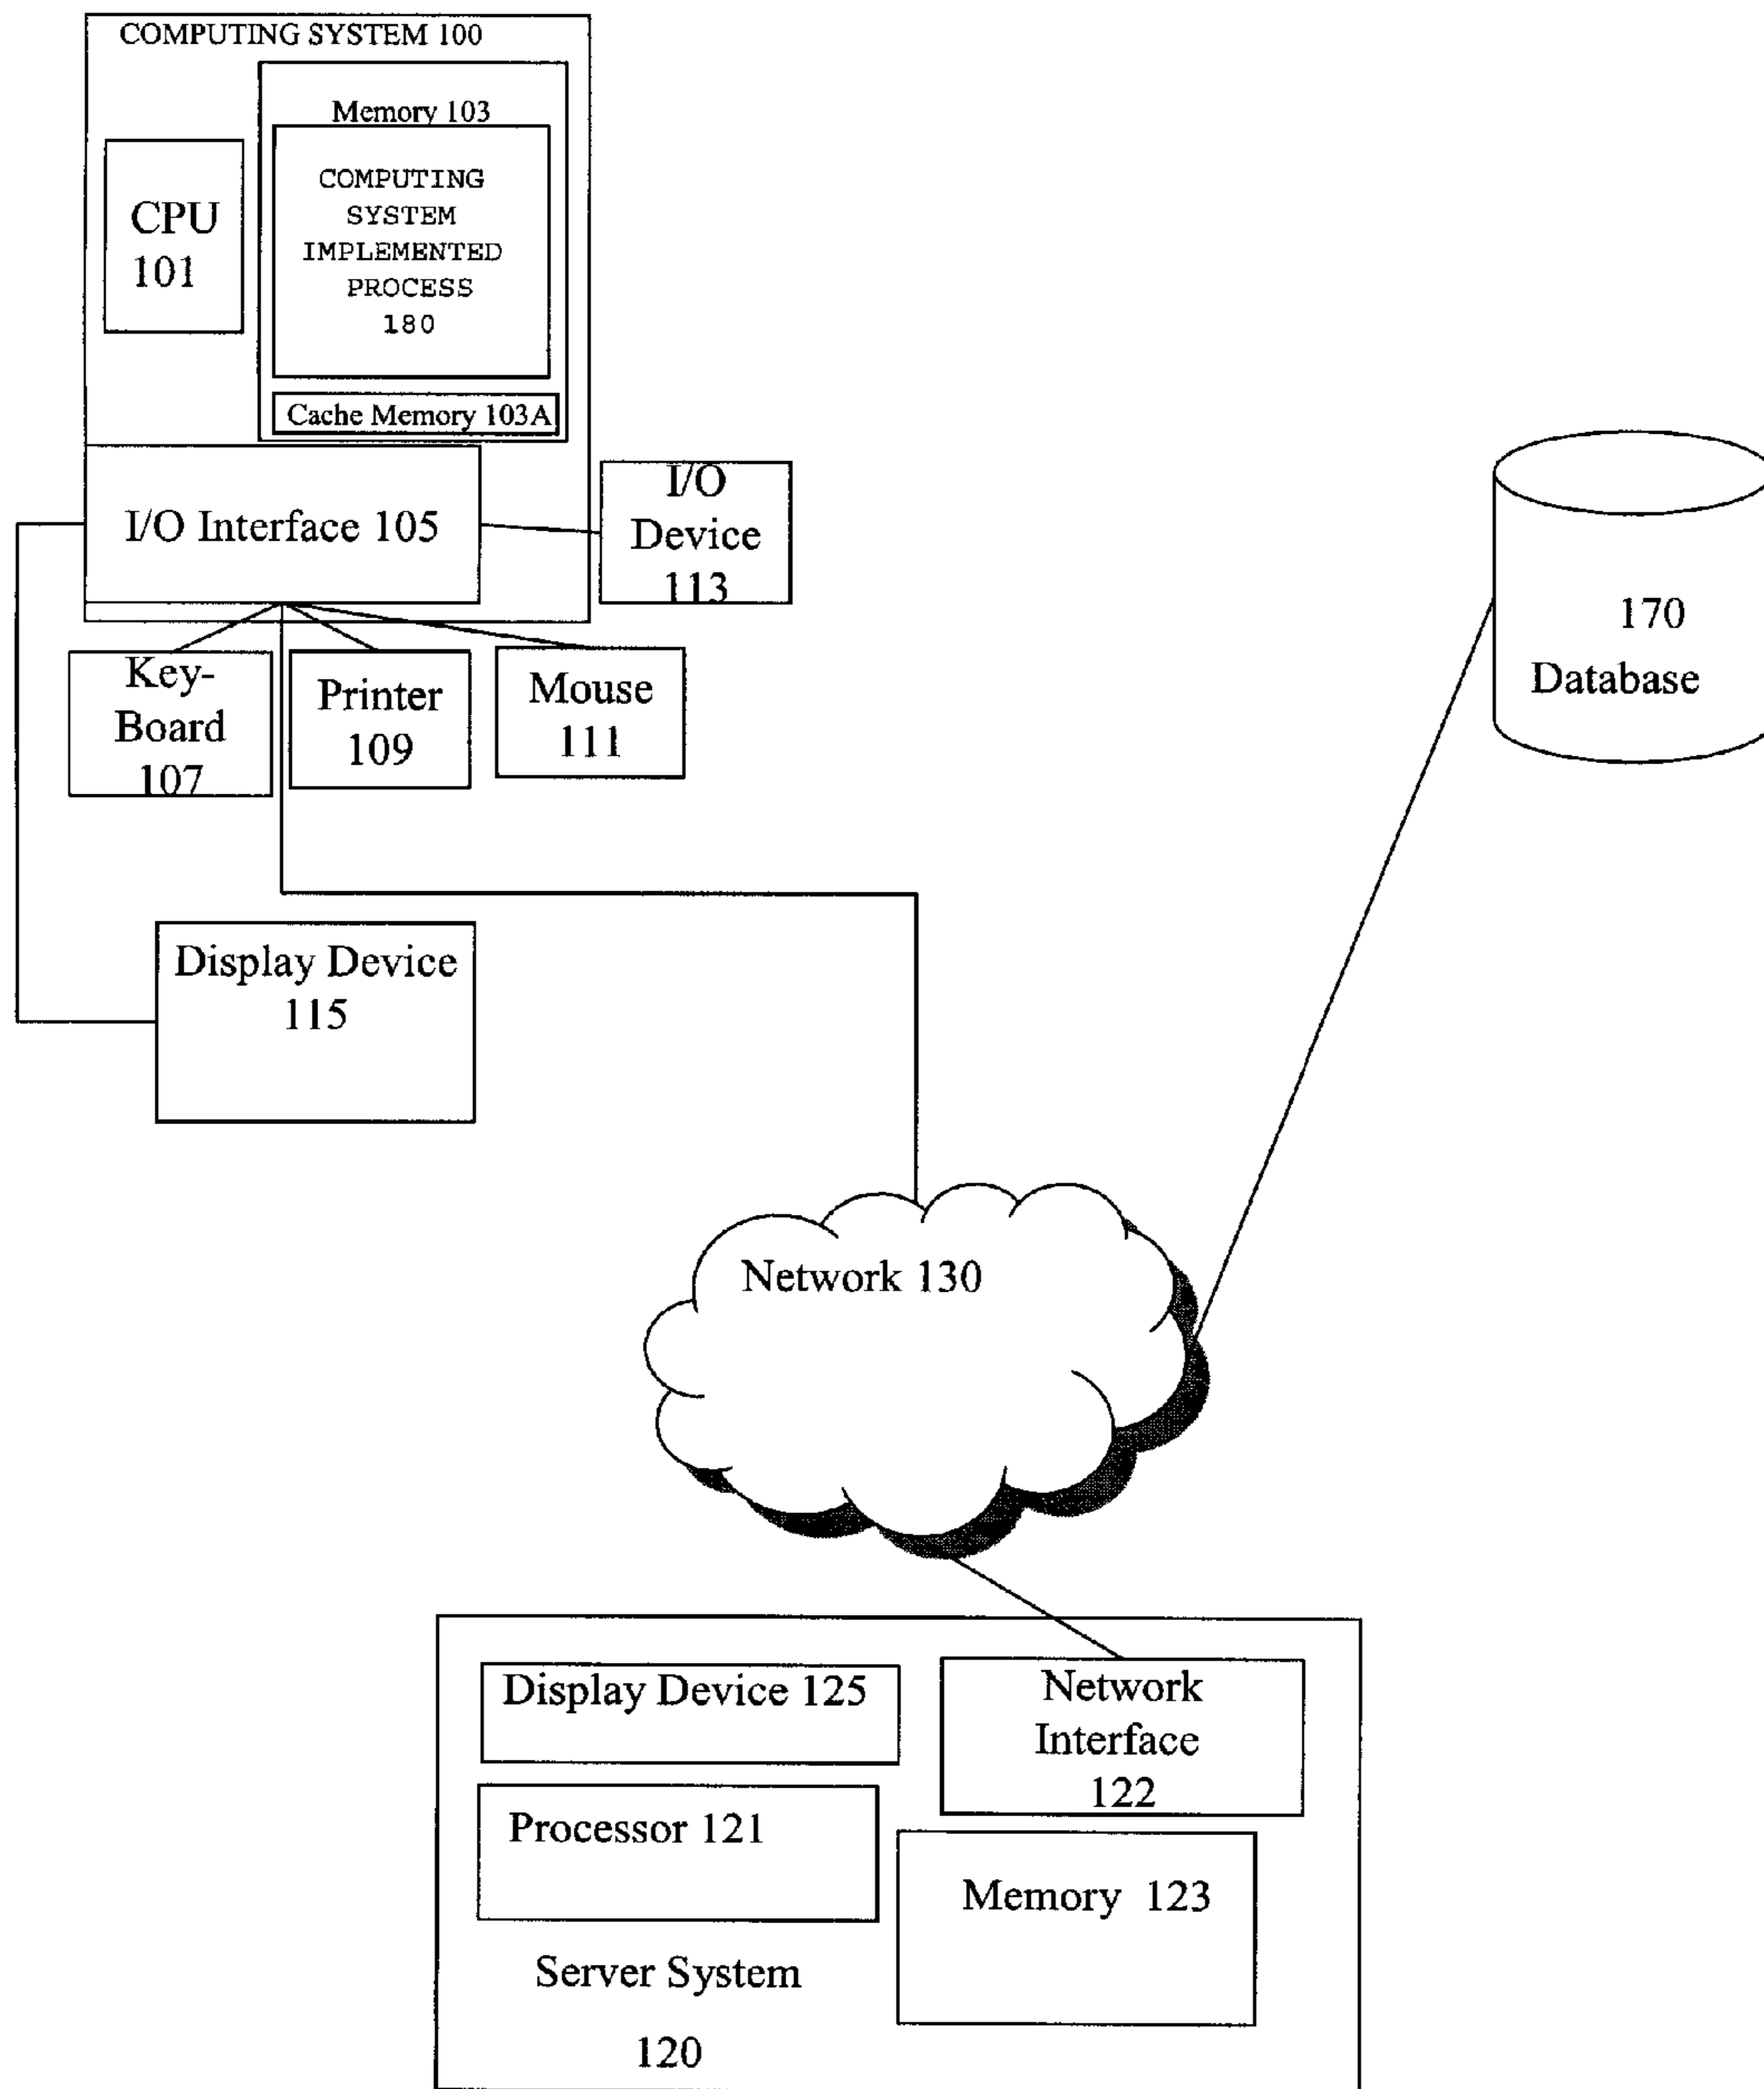 COMPUTING SYSTEM 100
Memory 103
CPU
101
COMPUTING
SYSTEM
IMPLEMENTED
PROCESS
180
Cache Memory 103A
I/O Interface 105
I/O
Device
113
Key-
Board
107
Printer
109
Mouse
111
170
Database
Display Device
115
Network 130
Display Device 125
Network
Interface
122
Processor 121
Memory 123
Server System
120